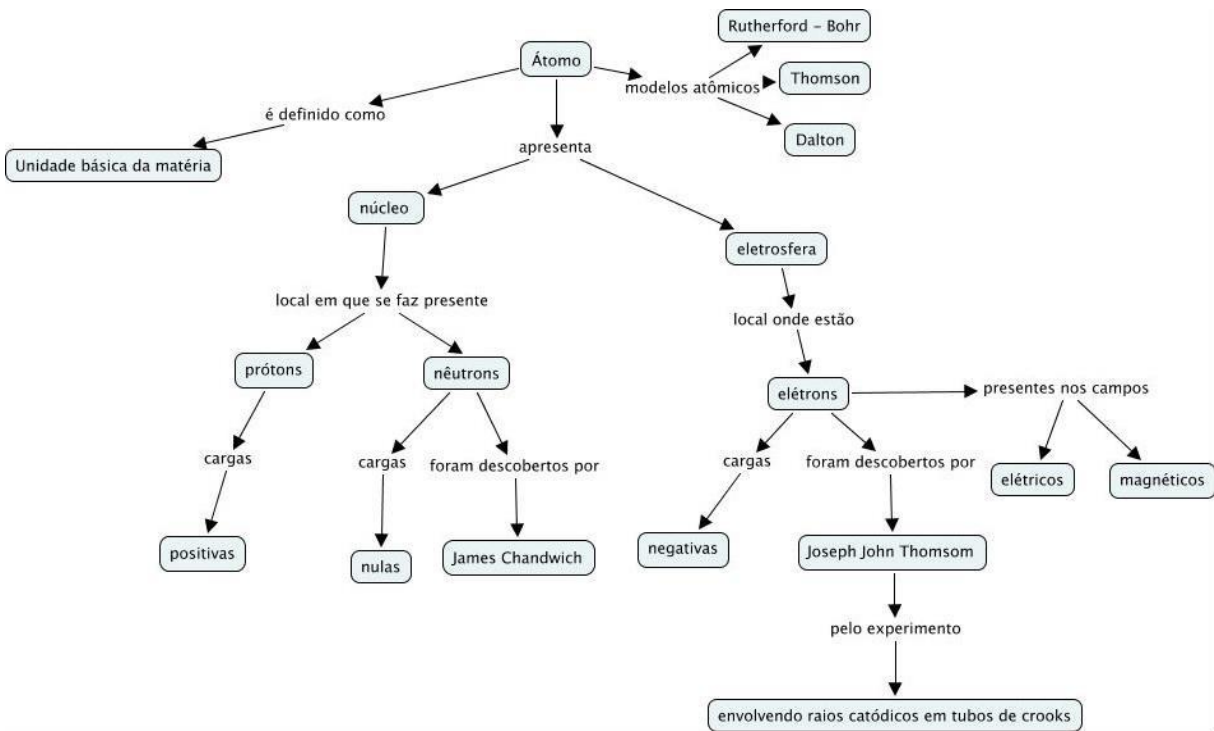 Rutherford - Bohr
Átomo
Thomson
modelos atômicos
é definido como
Dalton
Unidade básica da matéria
apresenta
núcleo
eletrosfera
local em que se faz presente
local onde estão
prótons
nêutrons
elétrons
presentes nos campos
cargas
cargas
foram descobertos por
cargas
foram descobertos por
elétricos
magnéticos
positivas
nulas
James Chandwich
negativas
Joseph John Thomsom
pelo experimento
envolvendo raios catódicos em tubos de crooks